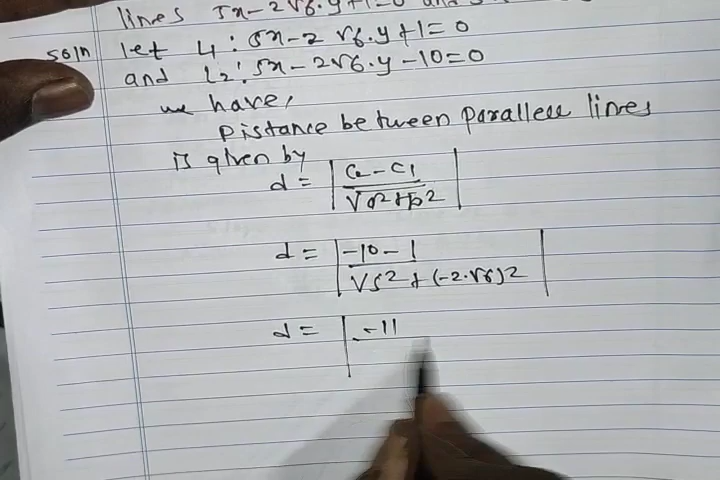 lines 5x-2√6.y+1=0 and 5
Soln let L1: 5x-2√6.y+1=0
and L2: 5x-2√6.y-10=0
we have,
Distance between parallel lines
is given by
d = |c2-c1 / √a2+b2|
d = |-10-1 / √52+(-2.√6)2|
d = |-11